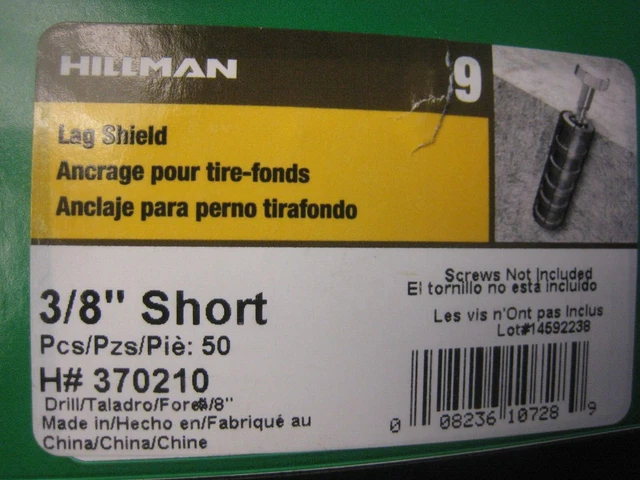 HILLMAN
9
Lag Shield
Ancrage pour tire-fonds
Anclaje para perno tirafondo
3/8" Short
Pcs/Pzs/Piè: 50
H# 370210
Drill/Taladro/
Made in/Hecho en/Fabriqué au
China/China/Chine
Screws Not Included
El tornillo no está incluido
Les vis n'Ont pas Inclus
Lot#14592238
0 08236 10728 9